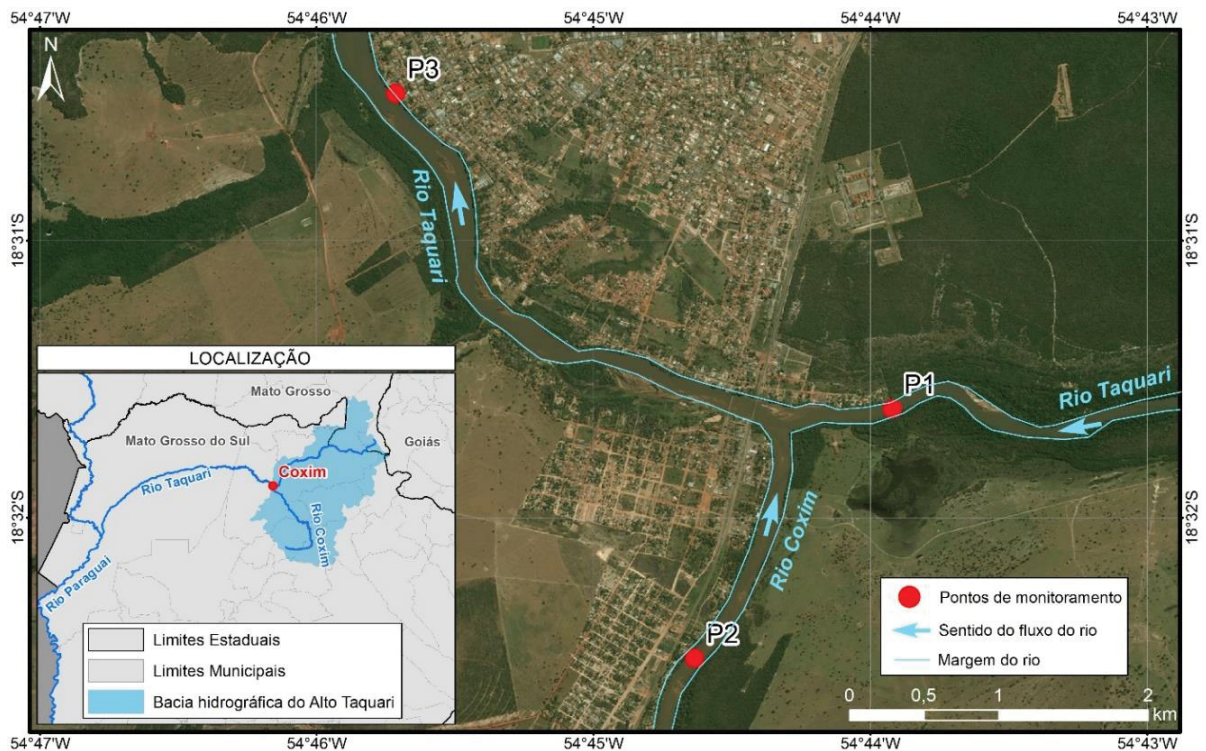 54°47'W 54°46'W 54°45'W 54°44'W 54°43'W
N
P3
Rio Taquari
18°31'S
18°31'S
P1
Rio Taquari
18°32'S
18°32'S
Rio Coxim
P2
LOCALIZAÇÃO
Mato Grosso
Mato Grosso do Sul
Goiás
Coxim
Rio Taquari
Rio Coxim
Rio Paraguai
Limites Estaduais
Limites Municipais
Bacia hidrográfica do Alto Taquari
Pontos de monitoramento
Sentido do fluxo do rio
Margem do rio
0 0,5 1 2
km
54°47'W 54°46'W 54°45'W 54°44'W 54°43'W